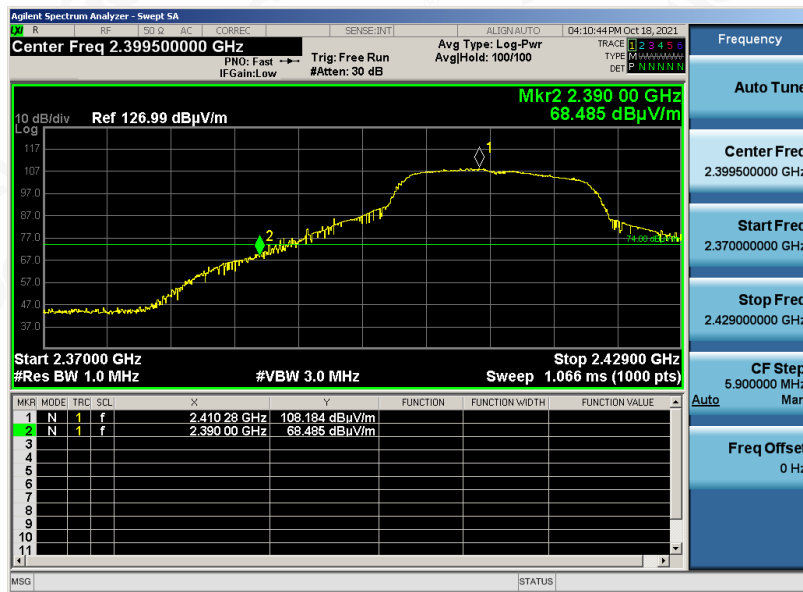 Agilent Spectrum Analyzer - Swept SA
LXI R RF 50 Ω AC CORREC SENSE:INT ALIGN AUTO 04:10:44 PM Oct 18, 2021
Center Freq 2.399500000 GHz
PNO: Fast
IFGain:Low
Trig: Free Run
#Atten: 30 dB
Avg Type: Log-Pwr
Avg|Hold: 100/100
TRACE 1 2 3 4 5 6
TYPE M
DET P N N N N N
Mkr2 2.390 00 GHz
68.485 dBµV/m
10 dB/div Ref 126.99 dBµV/m
Log
117
107
97.0
87.0
77.0
67.0
57.0
47.0
37.0
1
2
74.00 dBµV/m
Start 2.37000 GHz Stop 2.42900 GHz
#Res BW 1.0 MHz #VBW 3.0 MHz Sweep 1.066 ms (1000 pts)
MKR MODE TRC SCL X Y FUNCTION FUNCTION WIDTH FUNCTION VALUE
1 N 1 f 2.410 28 GHz 108.184 dBµV/m
2 N 1 f 2.390 00 GHz 68.485 dBµV/m
3
4
5
6
7
8
9
10
11
MSG STATUS
Frequency
Auto Tune
Center Freq
2.399500000 GHz
Start Freq
2.370000000 GHz
Stop Freq
2.429000000 GHz
CF Step
5.900000 MHz
Auto Man
Freq Offset
0 Hz